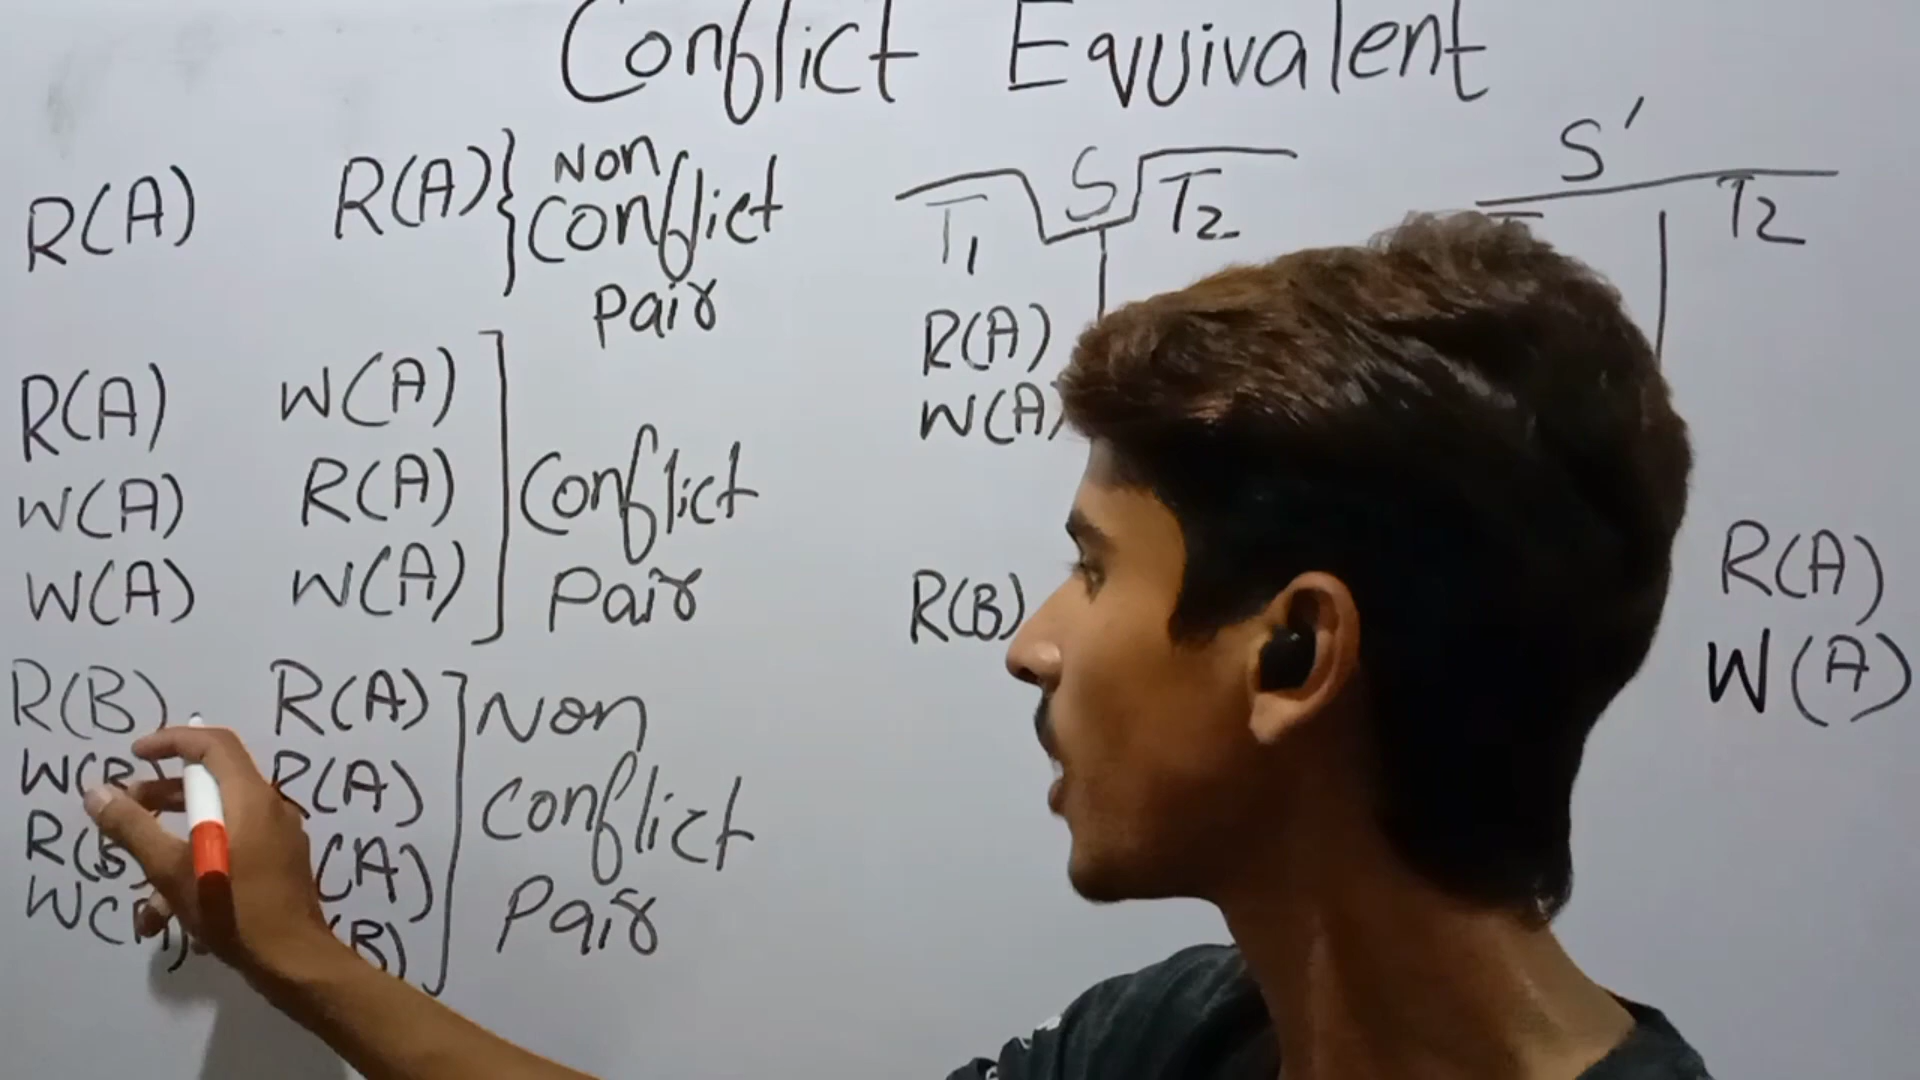 Conflict Equivalent
R(A) R(A) } Non
Conflict
Pair
R(A) W(A)
W(A) R(A)
W(A) W(A)
Conflict
Pair
R(B) R(A)
R(A)
(A)
(B)
Non
Conflict
Pair
S
T1 T2
R(A)
W(A)
R(B)
S'
T2
R(A)
W(A)